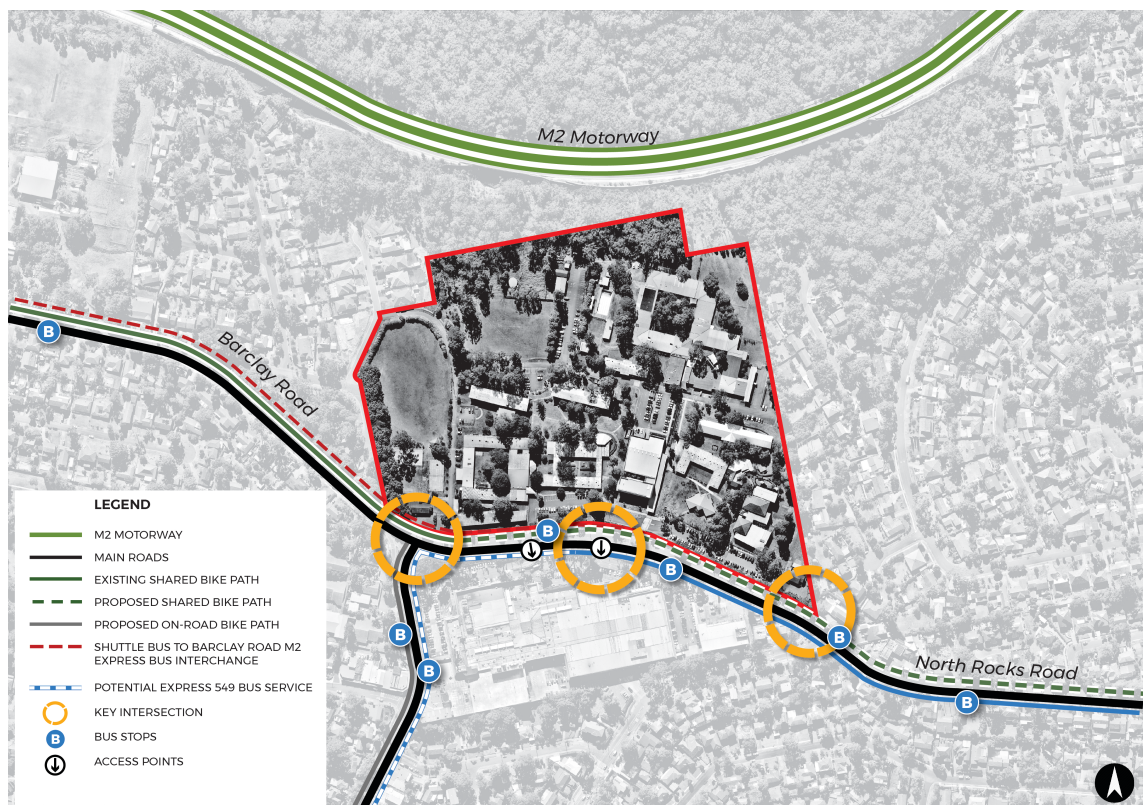 M2 Motorway
Barclay Road
B
B
B
B
B
B
B
North Rocks Road
B
LEGEND
M2 MOTORWAY
MAIN ROADS
EXISTING SHARED BIKE PATH
PROPOSED SHARED BIKE PATH
PROPOSED ON-ROAD BIKE PATH
SHUTTLE BUS TO BARCLAY ROAD M2
EXPRESS BUS INTERCHANGE
POTENTIAL EXPRESS 549 BUS SERVICE
KEY INTERSECTION
B BUS STOPS
ACCESS POINTS